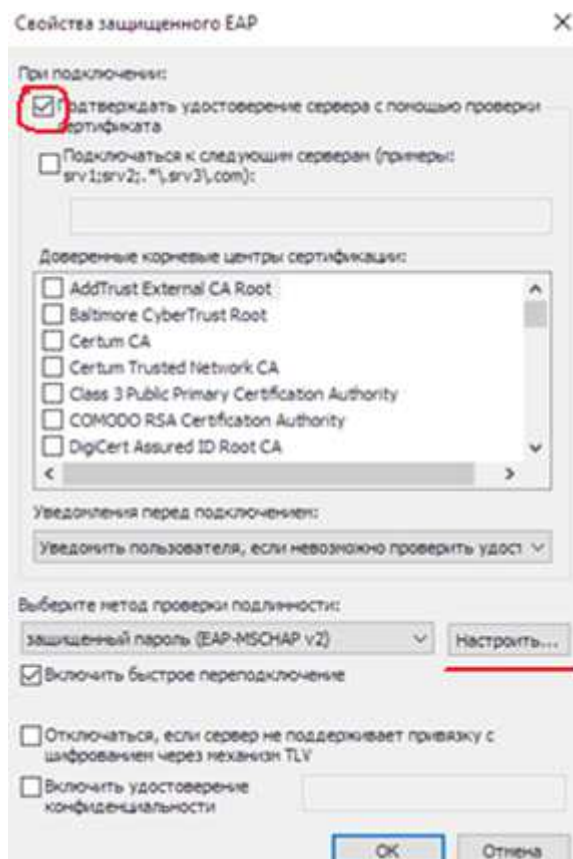 Свойства защищенного EAP
При подключении:
Подтверждать удостоверение сервера с помощью проверки
сертификата
Подключаться к следующим серверам (примеры:
srv1;srv2;.*\.srv3\.com):
Доверенные корневые центры сертификации:
AddTrust External CA Root
Baltimore CyberTrust Root
Certum CA
Certum Trusted Network CA
Class 3 Public Primary Certification Authority
COMODO RSA Certification Authority
DigiCert Assured ID Root CA
Уведомления перед подключением:
Уведомить пользователя, если невозможно проверить удост
Выберите метод проверки подлинности:
защищенный пароль (EAP-MSCHAP v2)
Настроить...
Включить быстрое переподключение
Отключаться, если сервер не поддерживает привязку с
шифрованием через механизм TLV
Включить удостоверение
конфиденциальности
OK
Отмена